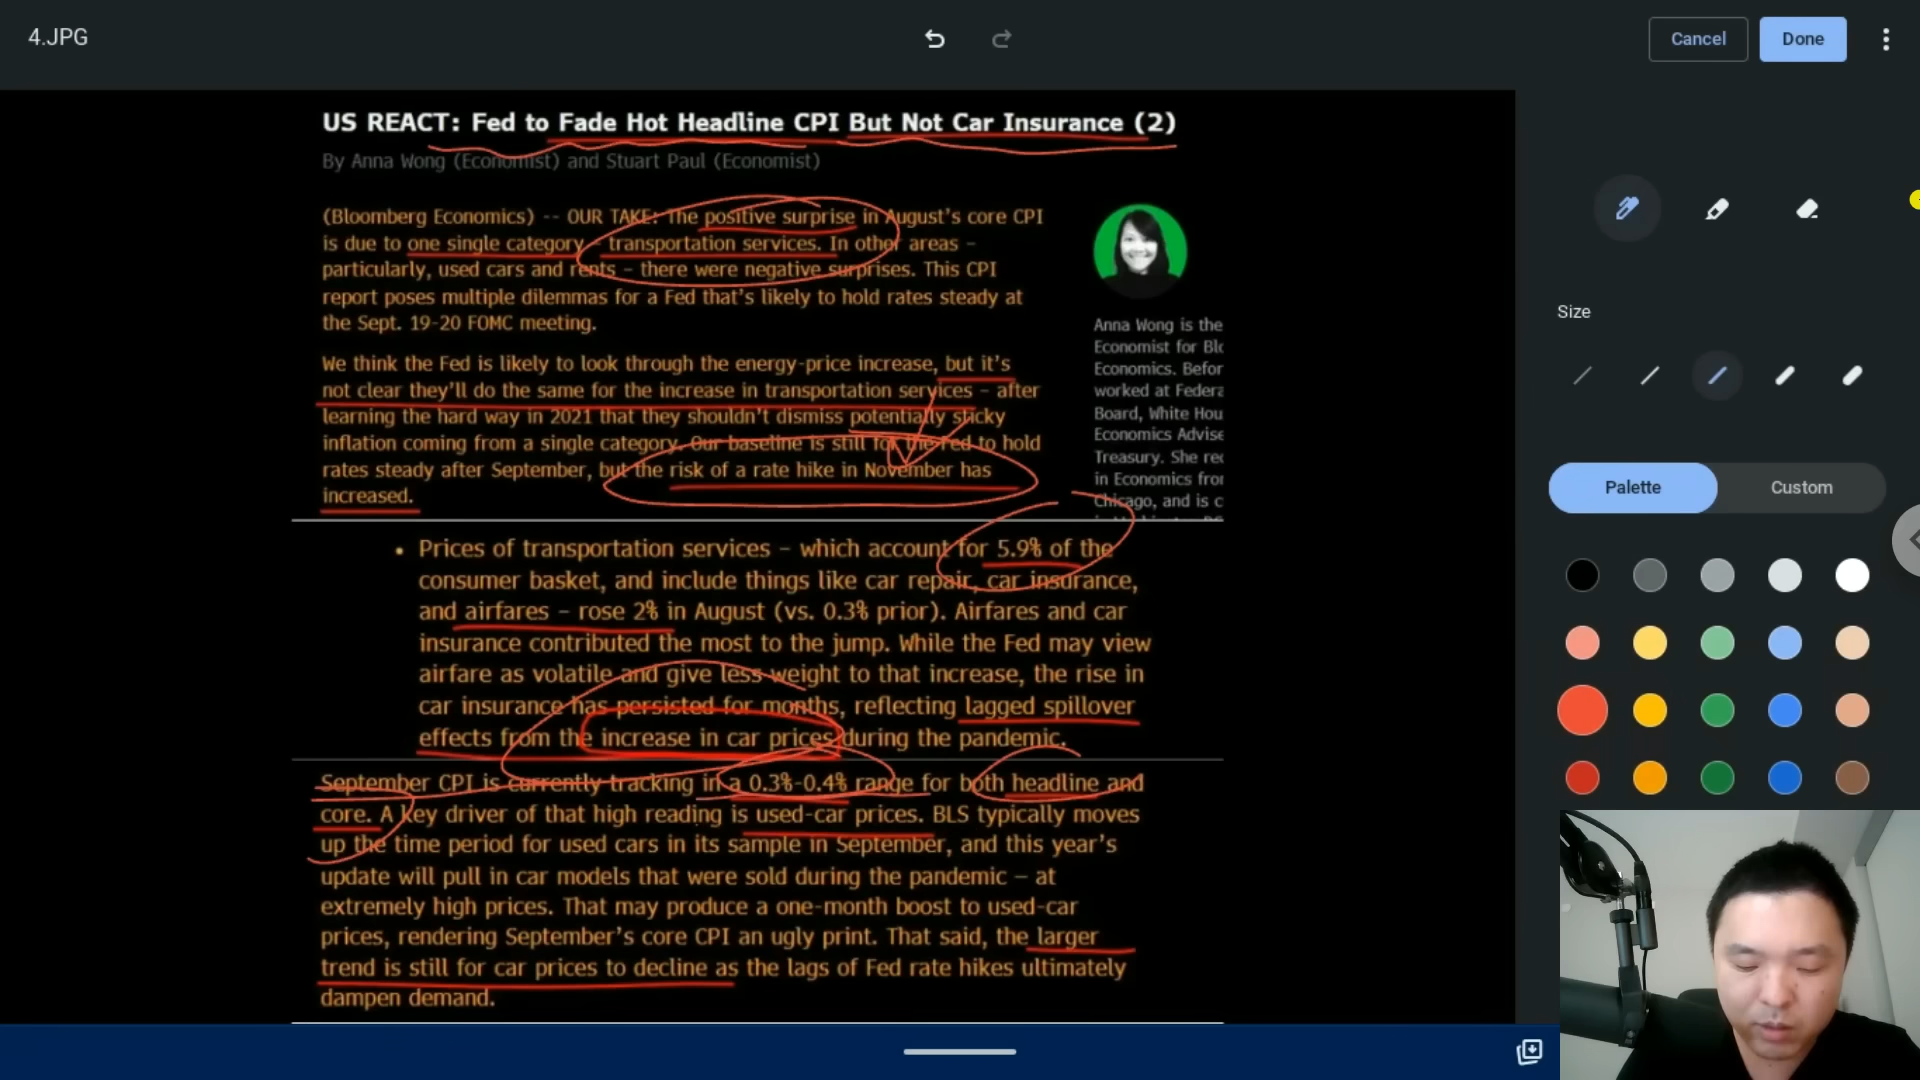 4.JPG
Cancel
Done
US REACT: Fed to Fade Hot Headline CPI But Not Car Insurance (2)
By Anna Wong (Economist) and Stuart Paul (Economist)
(Bloomberg Economics) -- OUR TAKE: The positive surprise in August's core CPI
is due to one single category – transportation services. In other areas –
particularly, used cars and rents – there were negative surprises. This CPI
report poses multiple dilemmas for a Fed that's likely to hold rates steady at
the Sept. 19-20 FOMC meeting.
We think the Fed is likely to look through the energy-price increase, but it's
not clear they'll do the same for the increase in transportation services – after
learning the hard way in 2021 that they shouldn't dismiss potentially sticky
inflation coming from a single category. Our baseline is still for the Fed to hold
rates steady after September, but the risk of a rate hike in November has
increased.
Anna Wong is the
Economist for Blo
Economics. Befor
worked at Federa
Board, White Hou
Economics Advise
Treasury. She rec
in Economics fror
Chicago, and is c
• Prices of transportation services – which account for 5.9% of the
consumer basket, and include things like car repair, car insurance,
and airfares – rose 2% in August (vs. 0.3% prior). Airfares and car
insurance contributed the most to the jump. While the Fed may view
airfare as volatile and give less weight to that increase, the rise in
car insurance has persisted for months, reflecting lagged spillover
effects from the increase in car prices during the pandemic.
September CPI is currently tracking in a 0.3%-0.4% range for both headline and
core. A key driver of that high reading is used-car prices. BLS typically moves
up the time period for used cars in its sample in September, and this year's
update will pull in car models that were sold during the pandemic – at
extremely high prices. That may produce a one-month boost to used-car
prices, rendering September's core CPI an ugly print. That said, the larger
trend is still for car prices to decline as the lags of Fed rate hikes ultimately
dampen demand.
Size
Palette
Custom